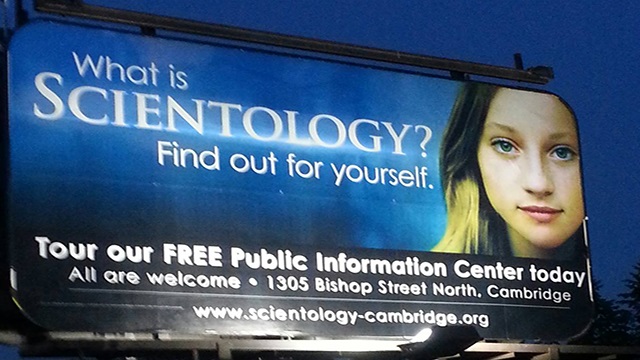 What is
SCIENTOLOGY?
Find out for yourself.
Tour our FREE Public Information Center today
All are welcome • 1305 Bishop Street North, Cambridge
www.scientology-cambridge.org